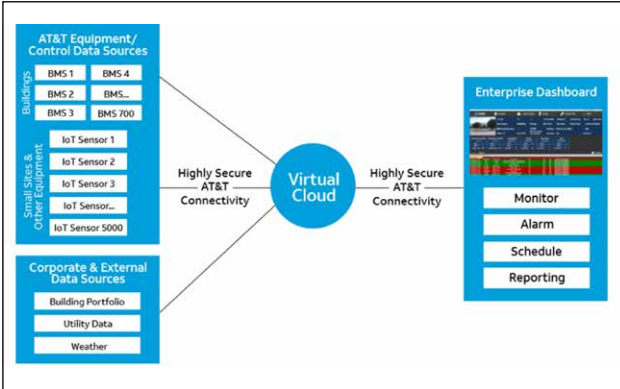 AT&T Equipment/
Control Data Sources
Buildings
BMS 1
BMS 4
BMS 2
BMS...
BMS 3
BMS 700
Small Sites &
Other Equipment
IoT Sensor 1
IoT Sensor 2
IoT Sensor 3
IoT Sensor...
IoT Sensor 5000
Corporate & External
Data Sources
Building Portfolio
Utility Data
Weather
Highly Secure
AT&T
Connectivity
Virtual
Cloud
Highly Secure
AT&T
Connectivity
Enterprise Dashboard
Monitor
Alarm
Schedule
Reporting